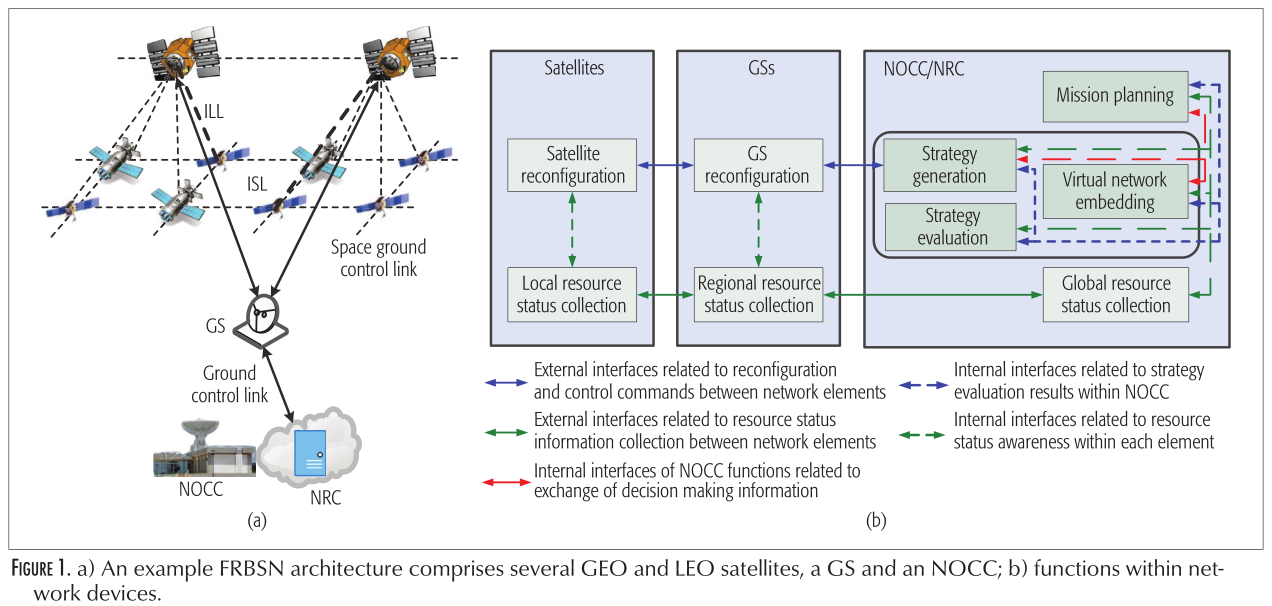 ILL
ISL
Space ground
control link
GS
Ground
control link
NOCC
NRC
(a)
Satellites
GSs
NOCC/NRC
Mission planning
Satellite
reconfiguration
GS
reconfiguration
Strategy
generation
Virtual network
embedding
Strategy
evaluation
Local resource
status collection
Regional resource
status collection
Global resource
status collection
External interfaces related to reconfiguration
and control commands between network elements
External interfaces related to resource status
information collection between network elements
Internal interfaces of NOCC functions related to
exchange of decision making information
Internal interfaces related to strategy
evaluation results within NOCC
Internal interfaces related to resource
status awareness within each element
(b)
FIGURE 1. a) An example FRBSN architecture comprises several GEO and LEO satellites, a GS and an NOCC; b) functions within net-
work devices.